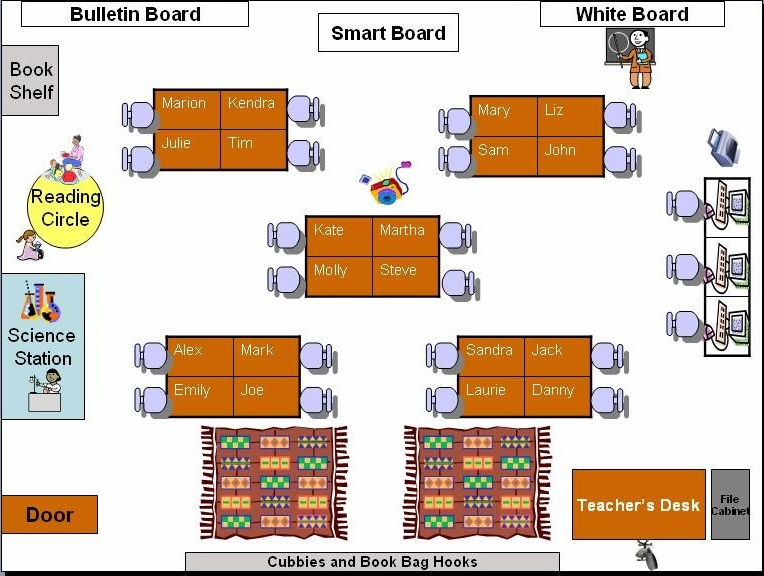 Bulletin Board
White Board
Smart Board
Book
Shelf
Marion Kendra
Julie Tim
Mary Liz
Sam John
Reading
Circle
Kate Martha
Molly Steve
Science
Station
Alex Mark
Emily Joe
Sandra Jack
Laurie Danny
Door
Teacher's Desk
File
Cabinet
Cubbies and Book Bag Hooks